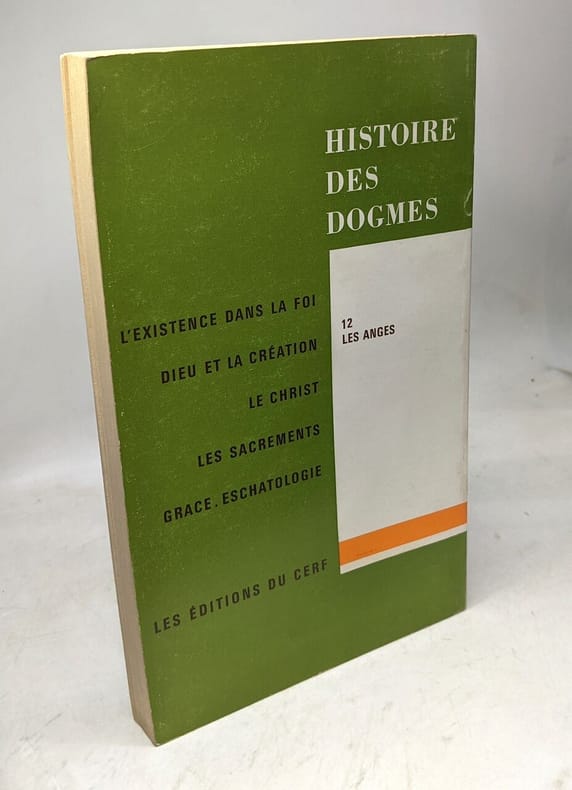 HISTOIRE
DES
DOGMES
L'EXISTENCE DANS LA FOI
DIEU ET LA CRÉATION
LE CHRIST
LES SACREMENTS
GRACE. ESCHATOLOGIE
12
LES ANGES
LES ÉDITIONS DU CERF